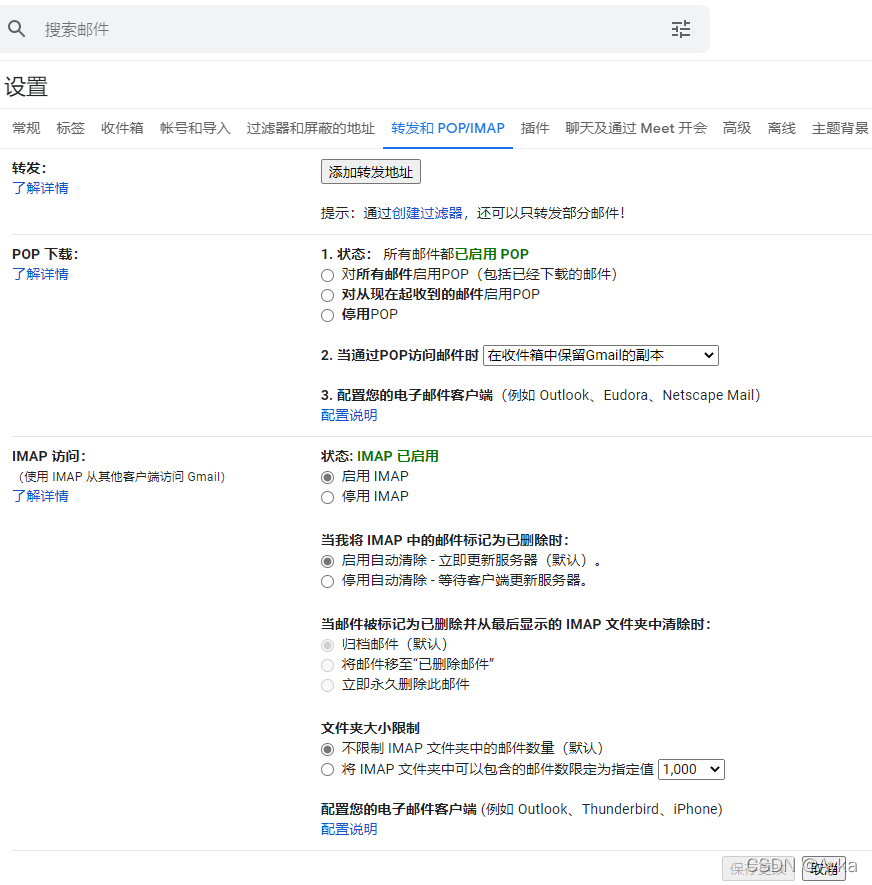 搜索邮件
设置
常规 标签 收件箱 帐号和导入 过滤器和屏蔽的地址 转发和 POP/IMAP 插件 聊天及通过 Meet 开会 高级 离线 主题背景
转发：
了解详情
添加转发地址
提示：通过创建过滤器，还可以只转发部分邮件！
POP 下载：
了解详情
1. 状态： 所有邮件都已启用 POP
对所有邮件启用POP（包括已经下载的邮件）
对从现在起收到的邮件启用POP
停用POP
2. 当通过POP访问邮件时 在收件箱中保留Gmail的副本
3. 配置您的电子邮件客户端（例如 Outlook、Eudora、Netscape Mail）
配置说明
IMAP 访问：
（使用 IMAP 从其他客户端访问 Gmail）
了解详情
状态: IMAP 已启用
启用 IMAP
停用 IMAP
当我将 IMAP 中的邮件标记为已删除时：
启用自动清除 - 立即更新服务器（默认）。
停用自动清除 - 等待客户端更新服务器。
当邮件被标记为已删除并从最后显示的 IMAP 文件夹中清除时：
归档邮件（默认）
将邮件移至“已删除邮件”
立即永久删除此邮件
文件夹大小限制
不限制 IMAP 文件夹中的邮件数量（默认）
将 IMAP 文件夹中可以包含的邮件数限定为指定值 1,000
配置您的电子邮件客户端 (例如 Outlook、Thunderbird、iPhone)
配置说明
保存更改 取消